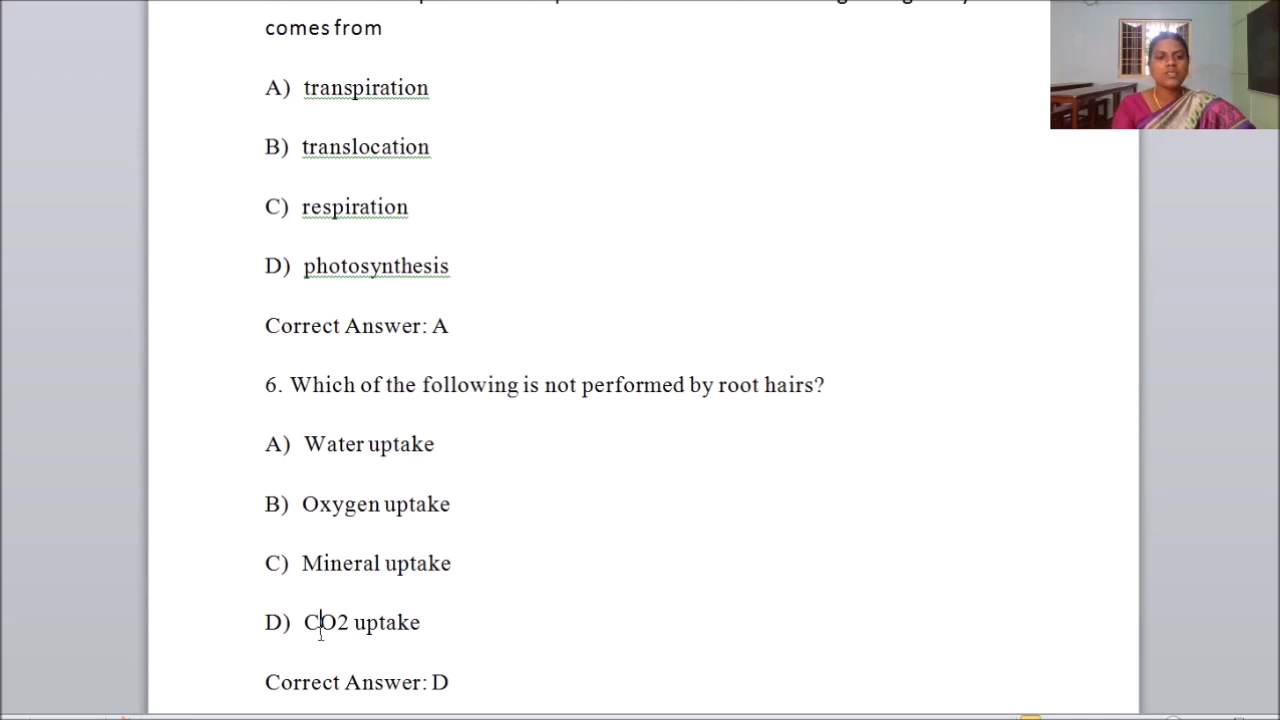 comes from
A) transpiration
B) translocation
C) respiration
D) photosynthesis
Correct Answer: A
6. Which of the following is not performed by root hairs?
A) Water uptake
B) Oxygen uptake
C) Mineral uptake
D) CO2 uptake
Correct Answer: D